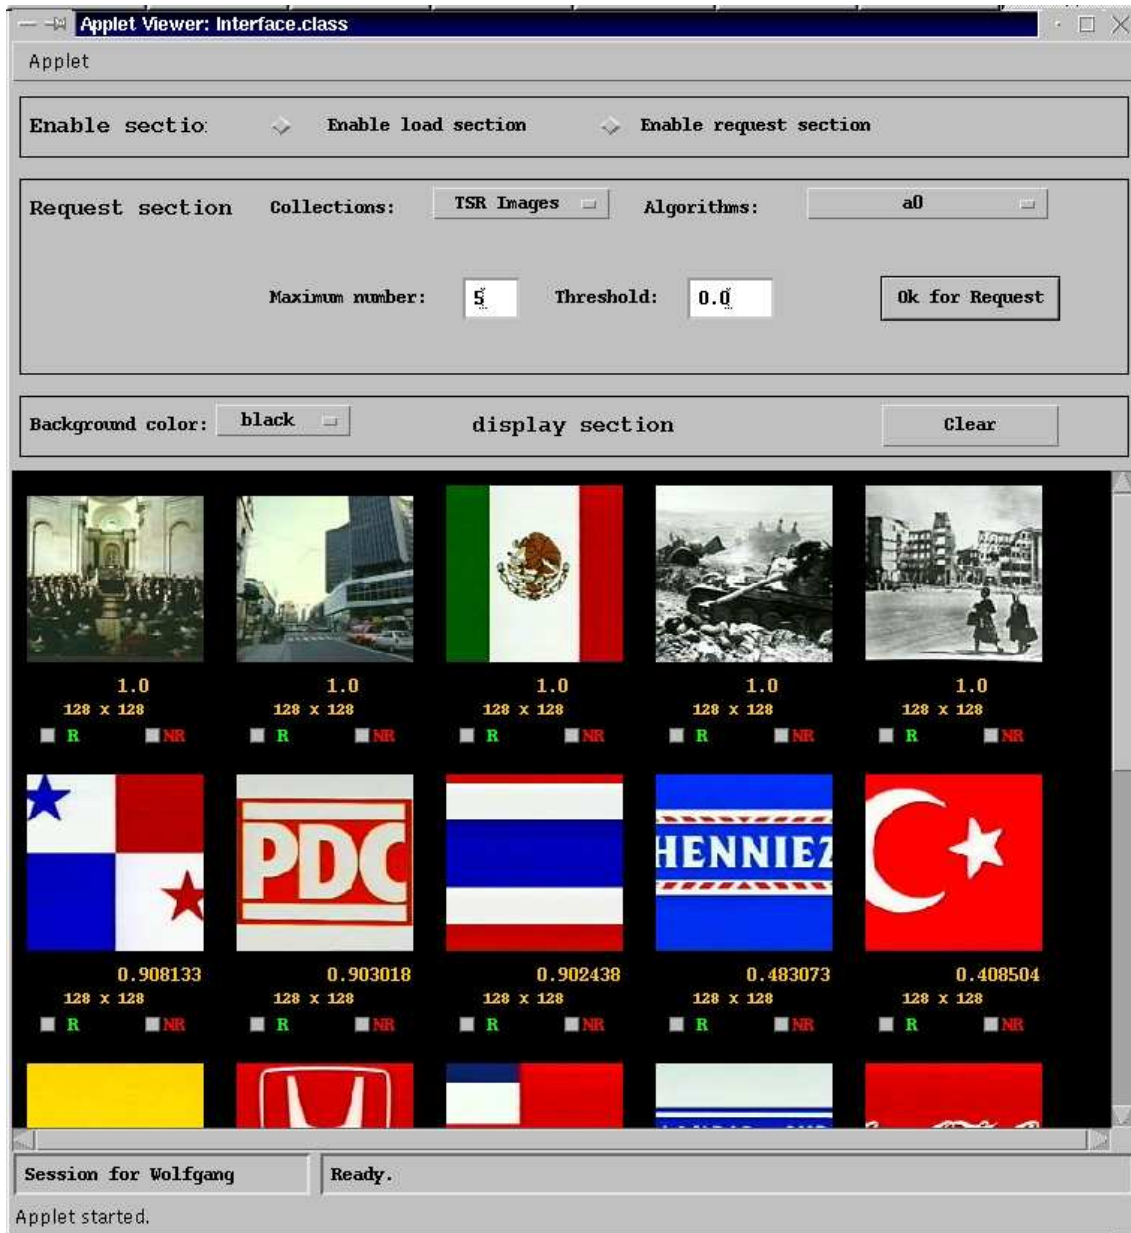 Applet Viewer: Interface.class
Applet
Enable sectio Enable load section Enable request section
Request section Collections: TSR Images Algorithms: a0
Maximum number: 5 Threshold: 0.0 Ok for Request
Background color: black display section Clear
1.0 1.0 1.0 1.0 1.0
128 x 128 128 x 128 128 x 128 128 x 128 128 x 128
R NR R NR R NR R NR R NR
PDC HENNIEZ
0.908133 0.903018 0.902438 0.483073 0.408504
128 x 128 128 x 128 128 x 128 128 x 128 128 x 128
R NR R NR R NR R NR R NR
Session for Wolfgang Ready.
Applet started.